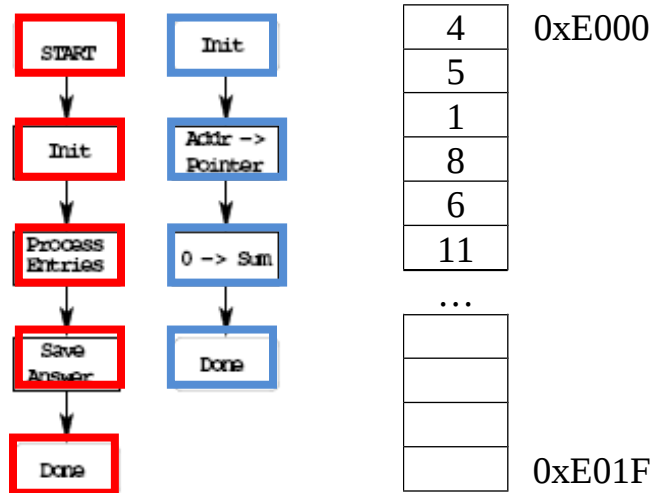 START
Init
Process
Entries
Save
Answer
Done
Init
Addr ->
Pointer
0 -> Sum
Done
4 0xE000
5
1
8
6
11
...
0xE01F